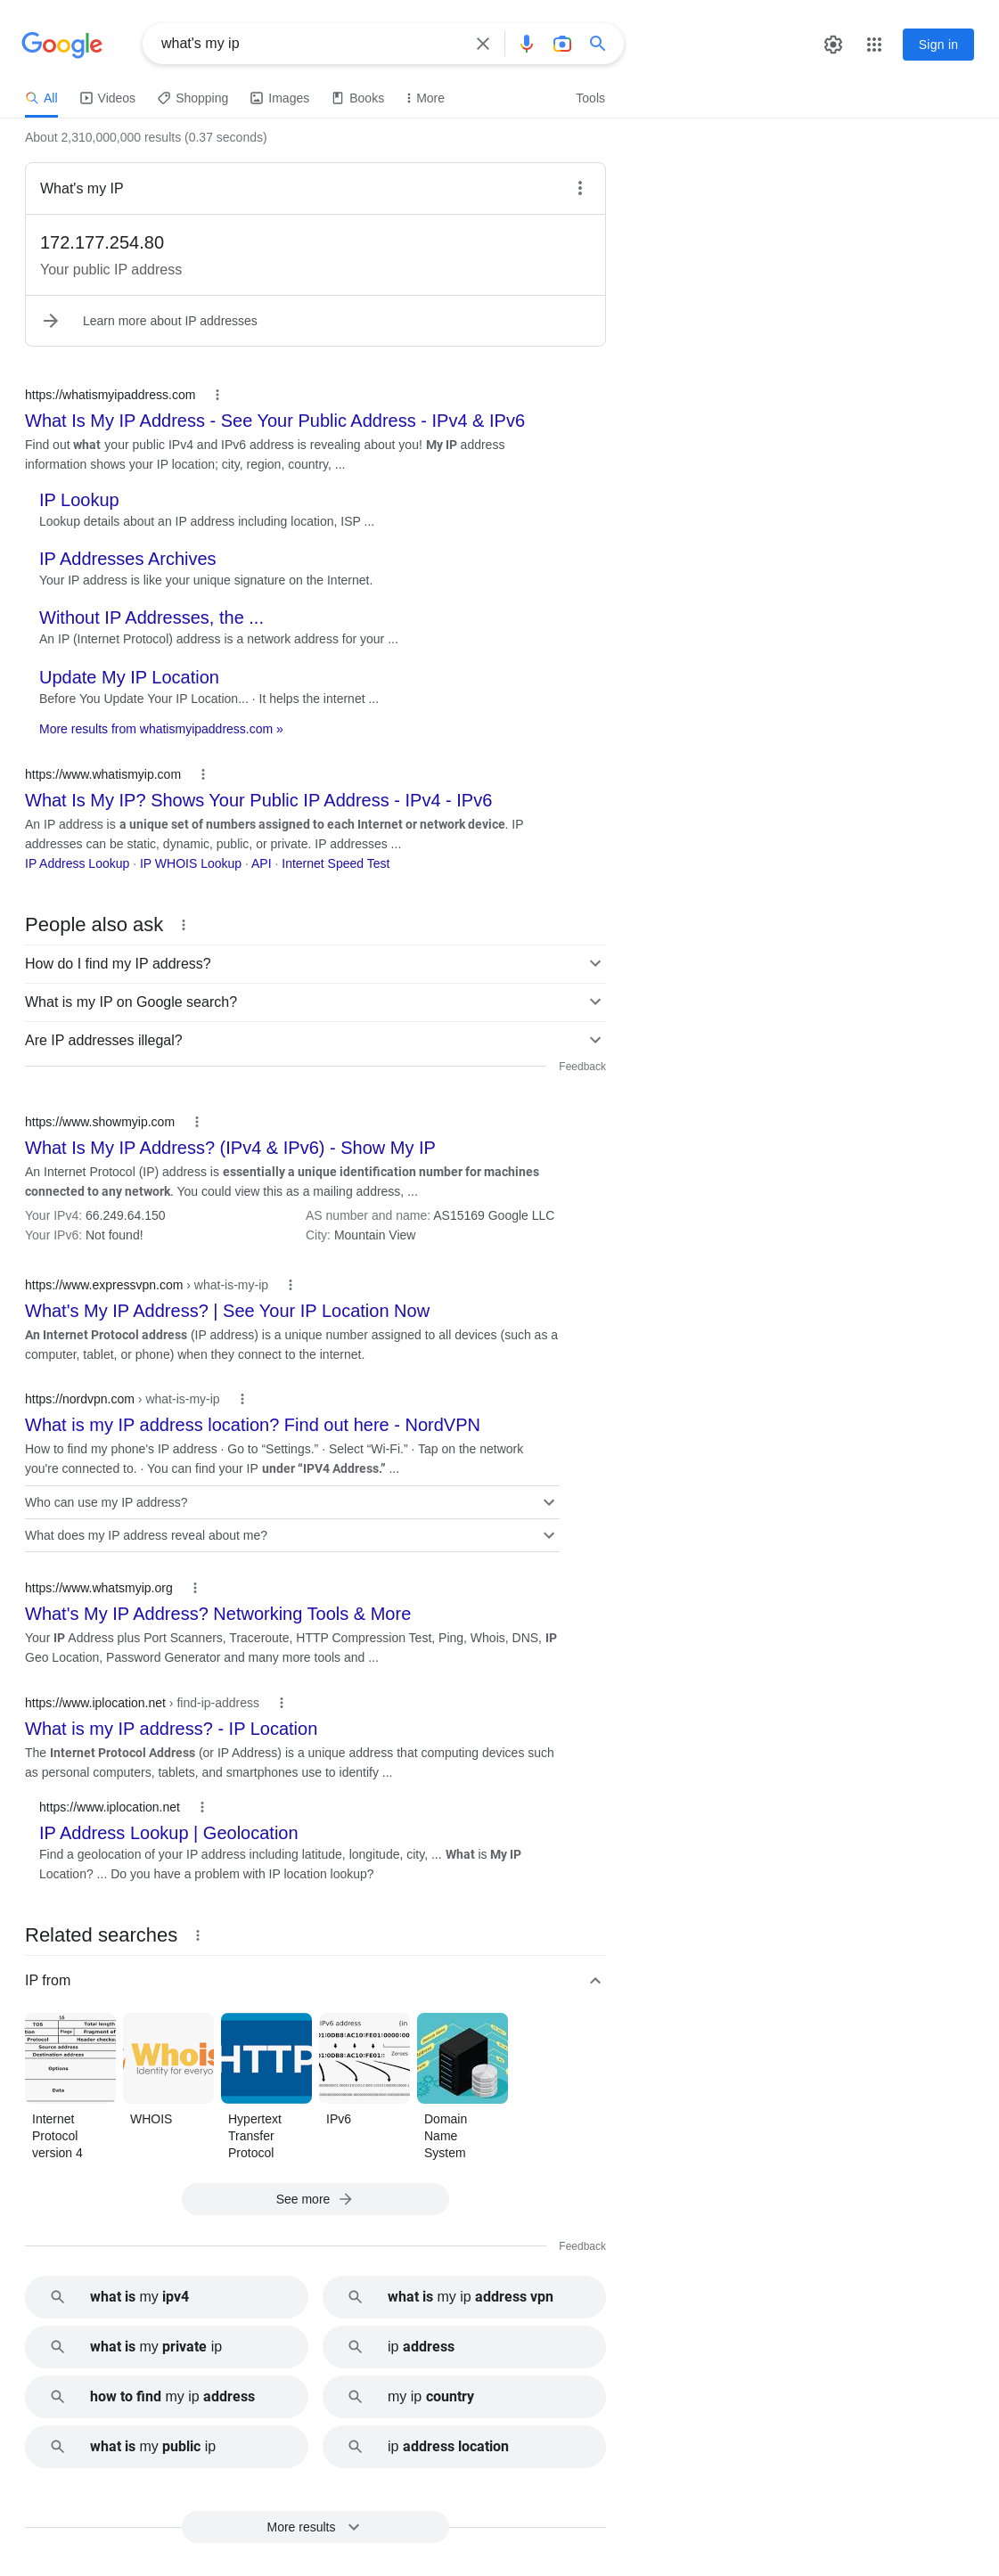 Google
what's my ip
Sign in
All
Videos
Shopping
Images
Books
More
Tools
About 2,310,000,000 results (0.37 seconds)
What's my IP
172.177.254.80
Your public IP address
Learn more about IP addresses
https://whatismyipaddress.com
What Is My IP Address - See Your Public Address - IPv4 & IPv6
Find out what your public IPv4 and IPv6 address is revealing about you! My IP address
information shows your IP location; city, region, country, ...
IP Lookup
Lookup details about an IP address including location, ISP ...
IP Addresses Archives
Your IP address is like your unique signature on the Internet.
Without IP Addresses, the ...
An IP (Internet Protocol) address is a network address for your ...
Update My IP Location
Before You Update Your IP Location... · It helps the internet ...
More results from whatismyipaddress.com »
https://www.whatismyip.com
What Is My IP? Shows Your Public IP Address - IPv4 - IPv6
An IP address is a unique set of numbers assigned to each Internet or network device. IP
addresses can be static, dynamic, public, or private. IP addresses ...
IP Address Lookup · IP WHOIS Lookup · API · Internet Speed Test
People also ask
How do I find my IP address?
What is my IP on Google search?
Are IP addresses illegal?
Feedback
https://www.showmyip.com
What Is My IP Address? (IPv4 & IPv6) - Show My IP
An Internet Protocol (IP) address is essentially a unique identification number for machines
connected to any network. You could view this as a mailing address, ...
Your IPv4: 66.249.64.150
AS number and name: AS15169 Google LLC
Your IPv6: Not found!
City: Mountain View
https://www.expressvpn.com › what-is-my-ip
What's My IP Address? | See Your IP Location Now
An Internet Protocol address (IP address) is a unique number assigned to all devices (such as a
computer, tablet, or phone) when they connect to the internet.
https://nordvpn.com › what-is-my-ip
What is my IP address location? Find out here - NordVPN
How to find my phone's IP address · Go to “Settings.” · Select “Wi-Fi.” · Tap on the network
you're connected to. · You can find your IP under “IPV4 Address.” ...
Who can use my IP address?
What does my IP address reveal about me?
https://www.whatsmyip.org
What's My IP Address? Networking Tools & More
Your IP Address plus Port Scanners, Traceroute, HTTP Compression Test, Ping, Whois, DNS, IP
Geo Location, Password Generator and many more tools and ...
https://www.iplocation.net › find-ip-address
What is my IP address? - IP Location
The Internet Protocol Address (or IP Address) is a unique address that computing devices such
as personal computers, tablets, and smartphones use to identify ...
https://www.iplocation.net
IP Address Lookup | Geolocation
Find a geolocation of your IP address including latitude, longitude, city, ... What is My IP
Location? ... Do you have a problem with IP location lookup?
Related searches
IP from
16
TOS
Total length
Flags
Fragment of
Protocol
Header checks
Source address
Destination address
Options
Data
Whois
Identity for everyo
HTTP
IPv6 address
(in
Zeroes
Internet
Protocol
version 4
WHOIS
Hypertext
Transfer
Protocol
IPv6
Domain
Name
System
See more
Feedback
what is my ipv4
what is my ip address vpn
what is my private ip
ip address
how to find my ip address
my ip country
what is my public ip
ip address location
More results